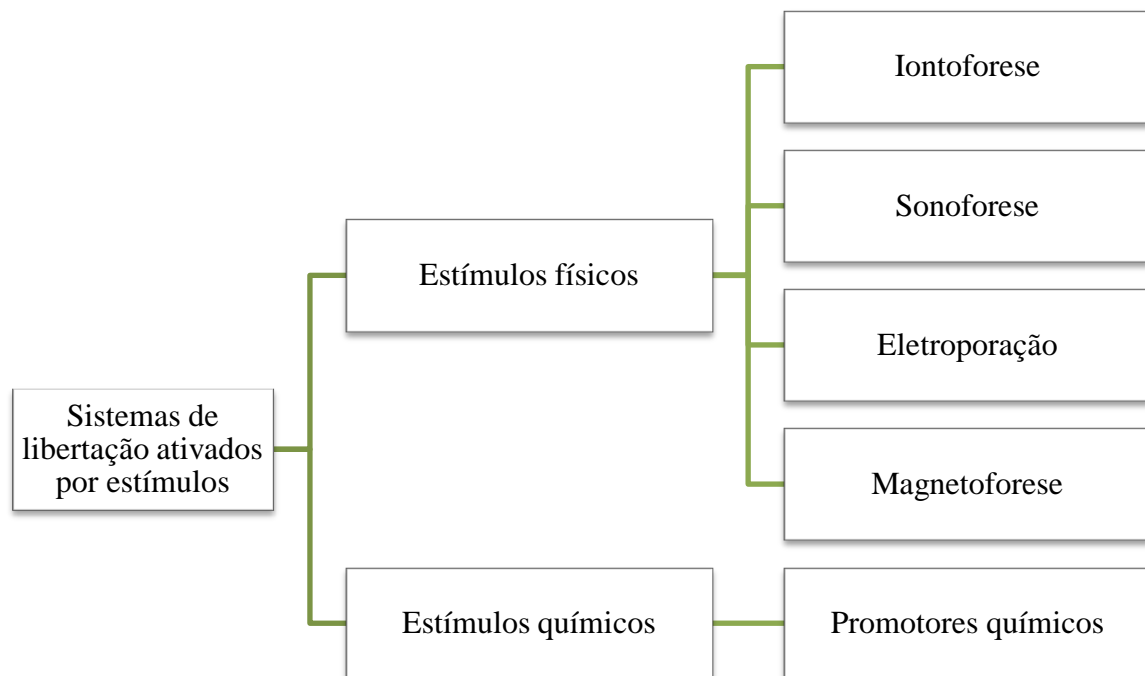 Iontoforese
Sonoforese
Estímulos físicos
Eletroporação
Sistemas de
libertação ativados
por estímulos
Magnetoforese
Estímulos químicos
Promotores químicos